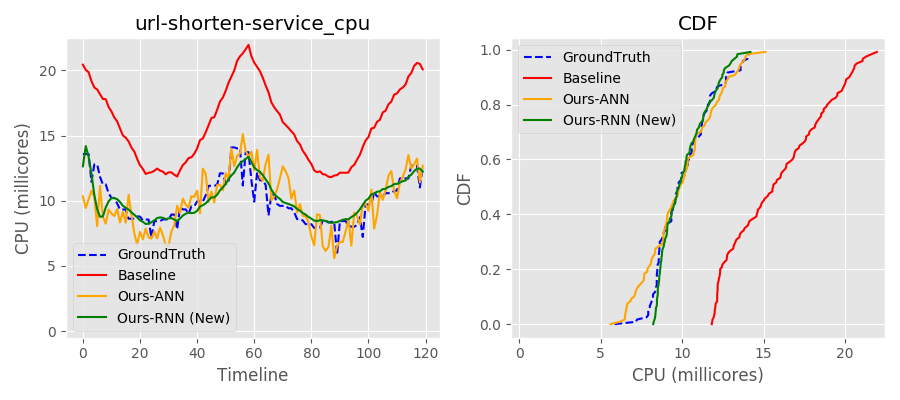 url-shorten-service_cpu
CPU (millicores)
20
15
10
5
0
GroundTruth
Baseline
Ours-ANN
Ours-RNN (New)
0 20 40 60 80 100 120
Timeline
CDF
CDF
1.0
0.8
0.6
0.4
0.2
0.0
GroundTruth
Baseline
Ours-ANN
Ours-RNN (New)
0 5 10 15 20
CPU (millicores)